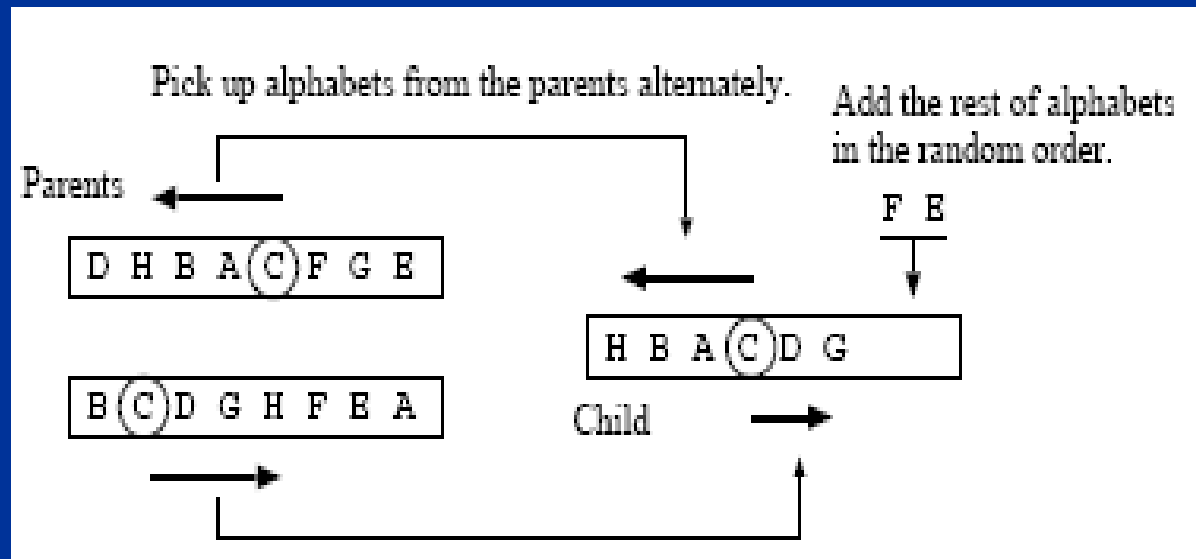 Pick up alphabets from the parents alternately.
Add the rest of alphabets
in the random order.
Parents
F E
D H B A C F G E
H B A C D G
B C D G H F E A
Child